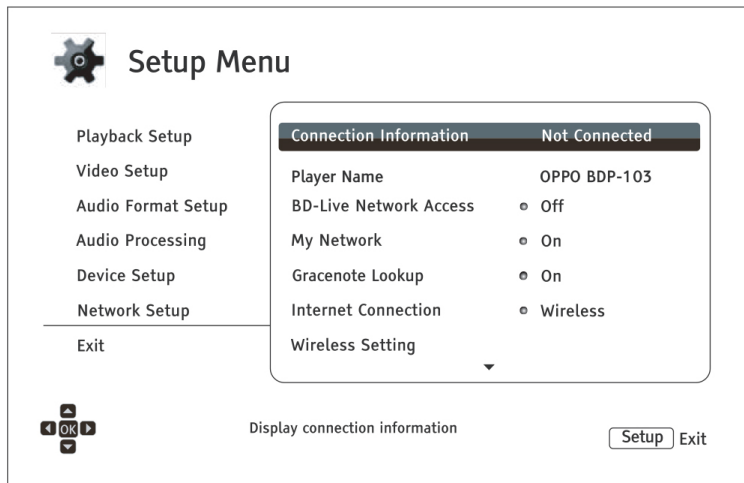 Setup Menu
Playback Setup
Video Setup
Audio Format Setup
Audio Processing
Device Setup
Network Setup
Exit
Connection Information Not Connected
Player Name OPPO BDP-103
BD-Live Network Access Off
My Network On
Gracenote Lookup On
Internet Connection Wireless
Wireless Setting
OK
Display connection information
Setup Exit